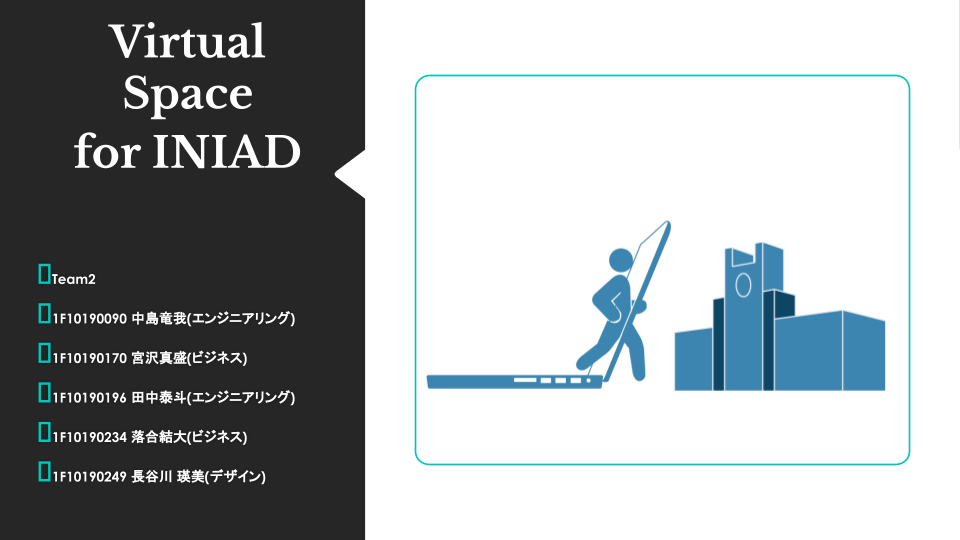 Virtual
Space
for INIAD
Team2
1F10190090 中島竜我(エンジニアリング)
1F10190170 宮沢真盛(ビジネス)
1F10190196 田中泰斗(エンジニアリング)
1F10190234 落合結大(ビジネス)
1F10190249 長谷川 瑛美(デザイン)